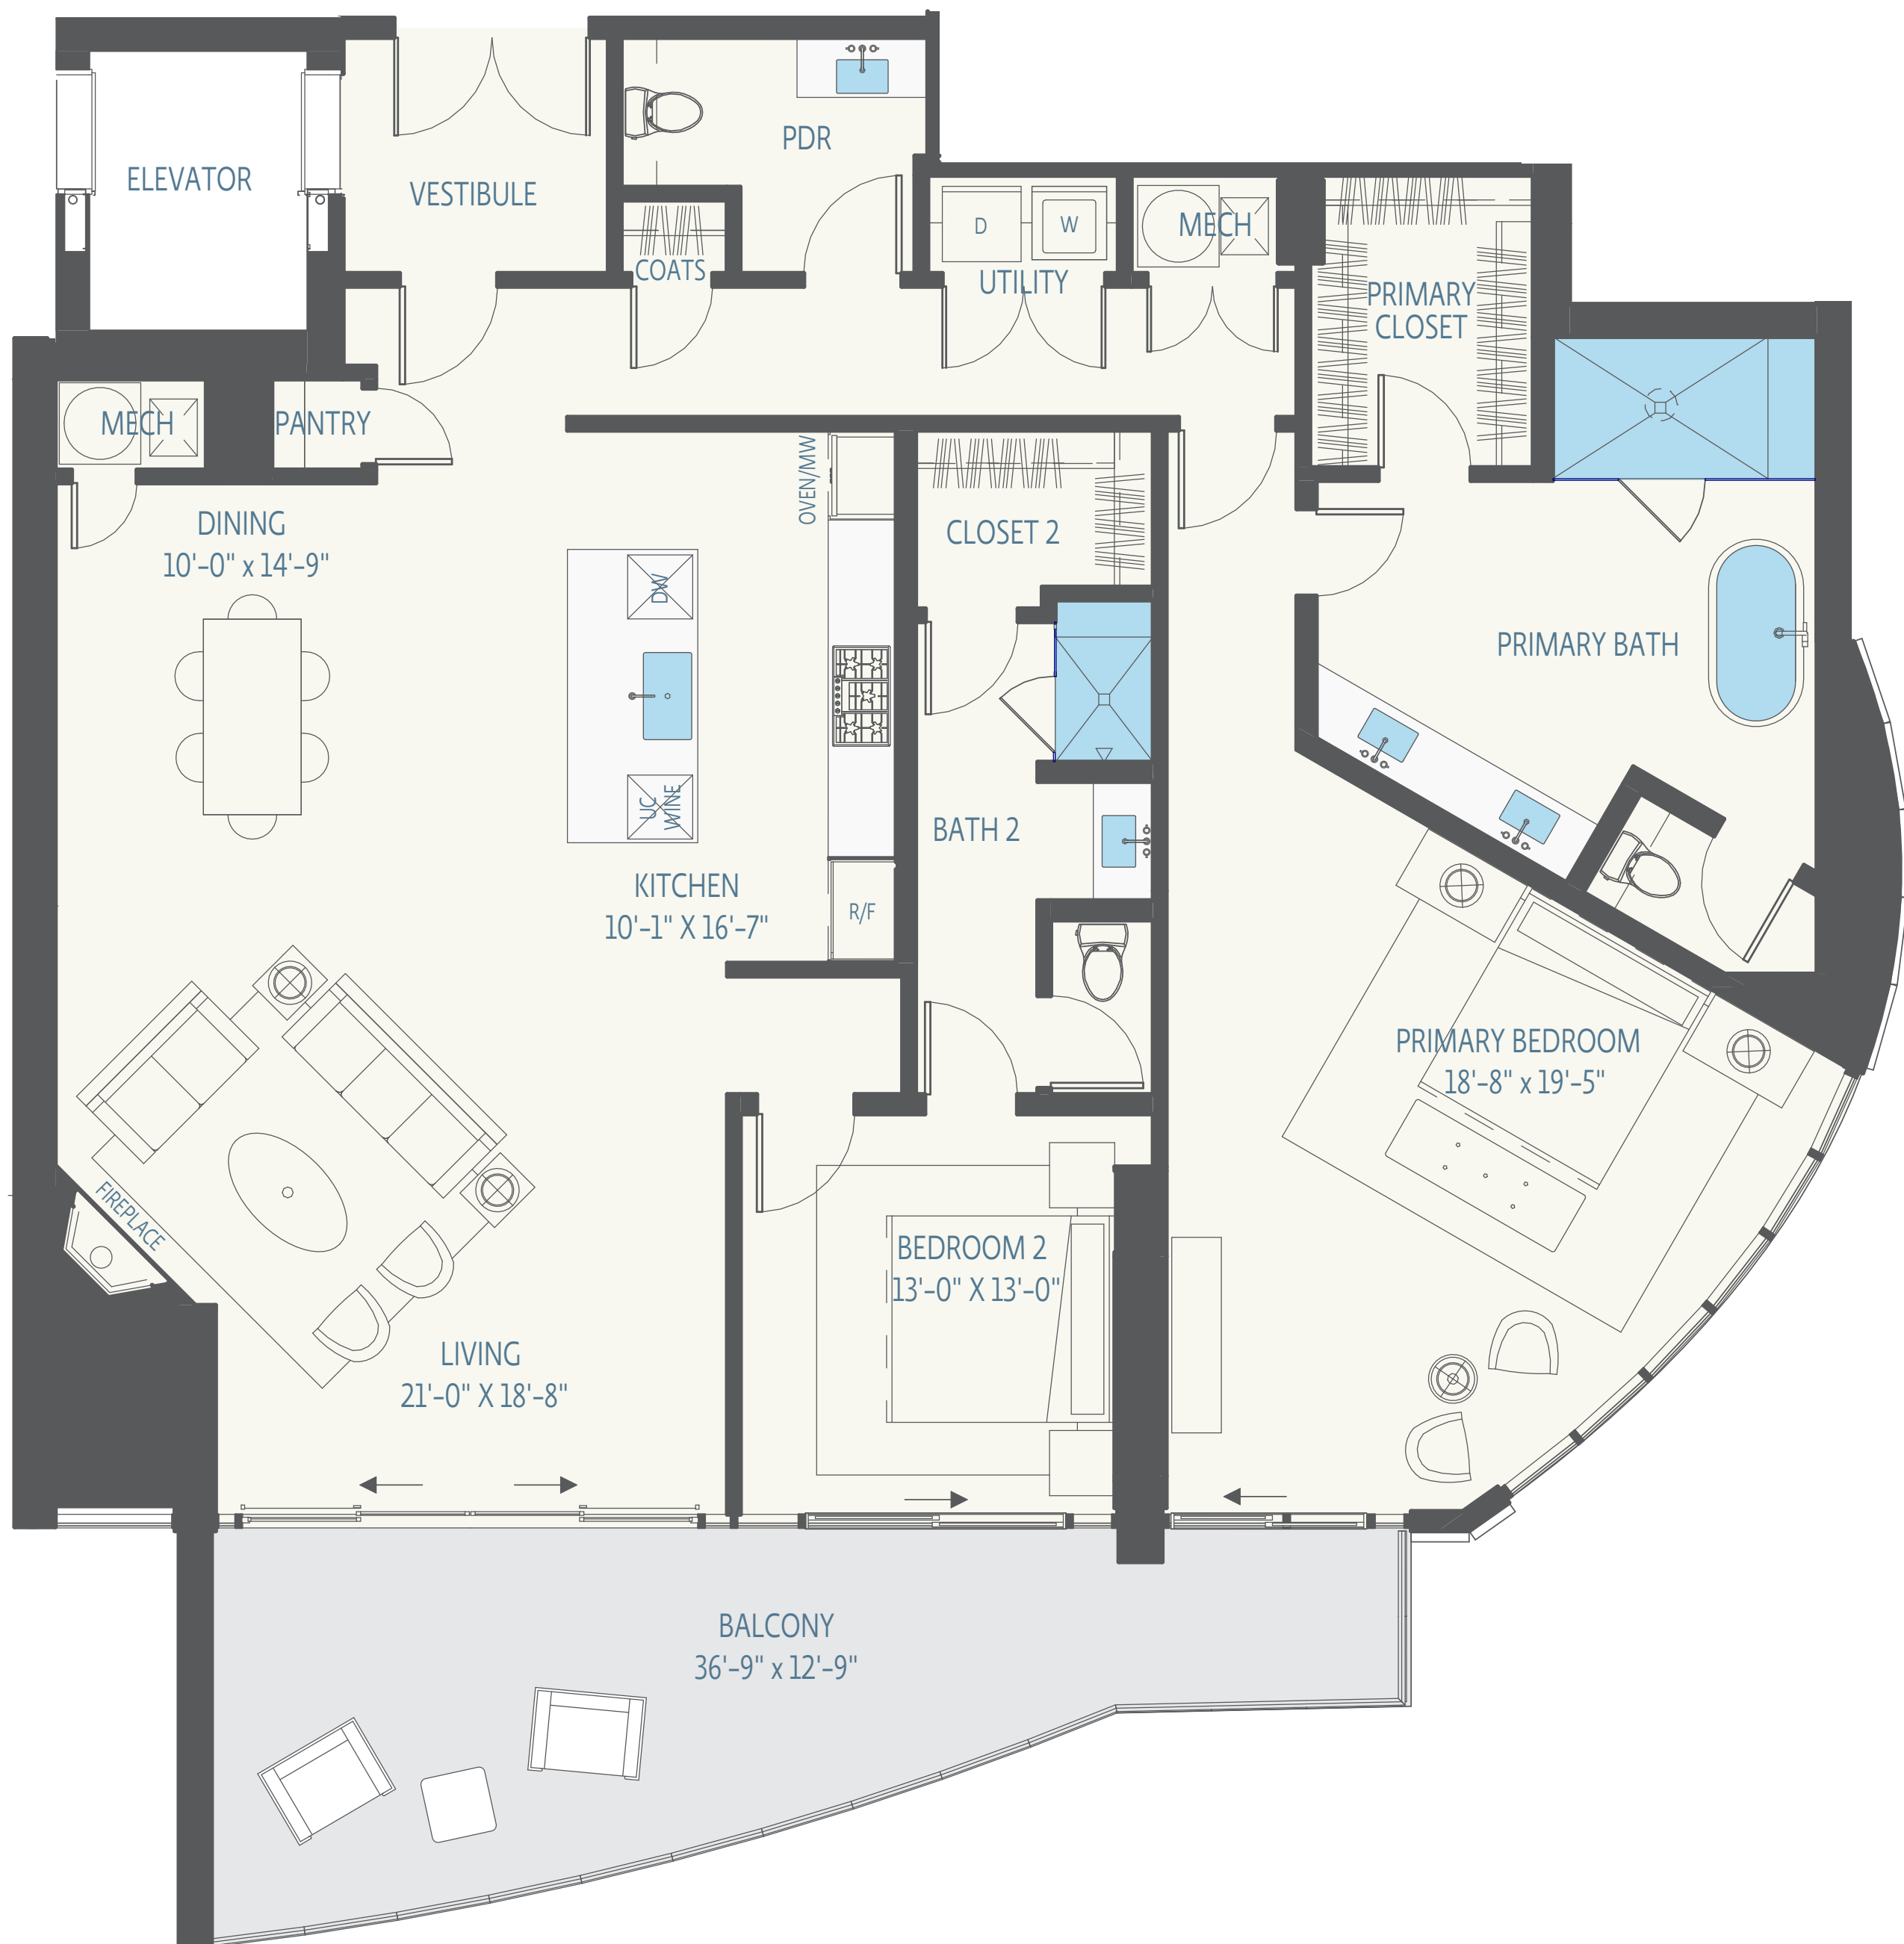 PDR
ELEVATOR
VESTIBULE
D
W
MECH
COATS
UTILITY
PRIMARY
CLOSET
MECH
PANTRY
OVEN/MW
DINING
10'-0" x 14'-9"
CLOSET 2
DW
PRIMARY BATH
UC
WINE
BATH 2
KITCHEN
10'-1" X 16'-7"
R/F
PRIMARY BEDROOM
18'-8" x 19'-5"
FIREPLACE
BEDROOM 2
13'-0" X 13'-0"
LIVING
21'-0" X 18'-8"
BALCONY
36'-9" x 12'-9"